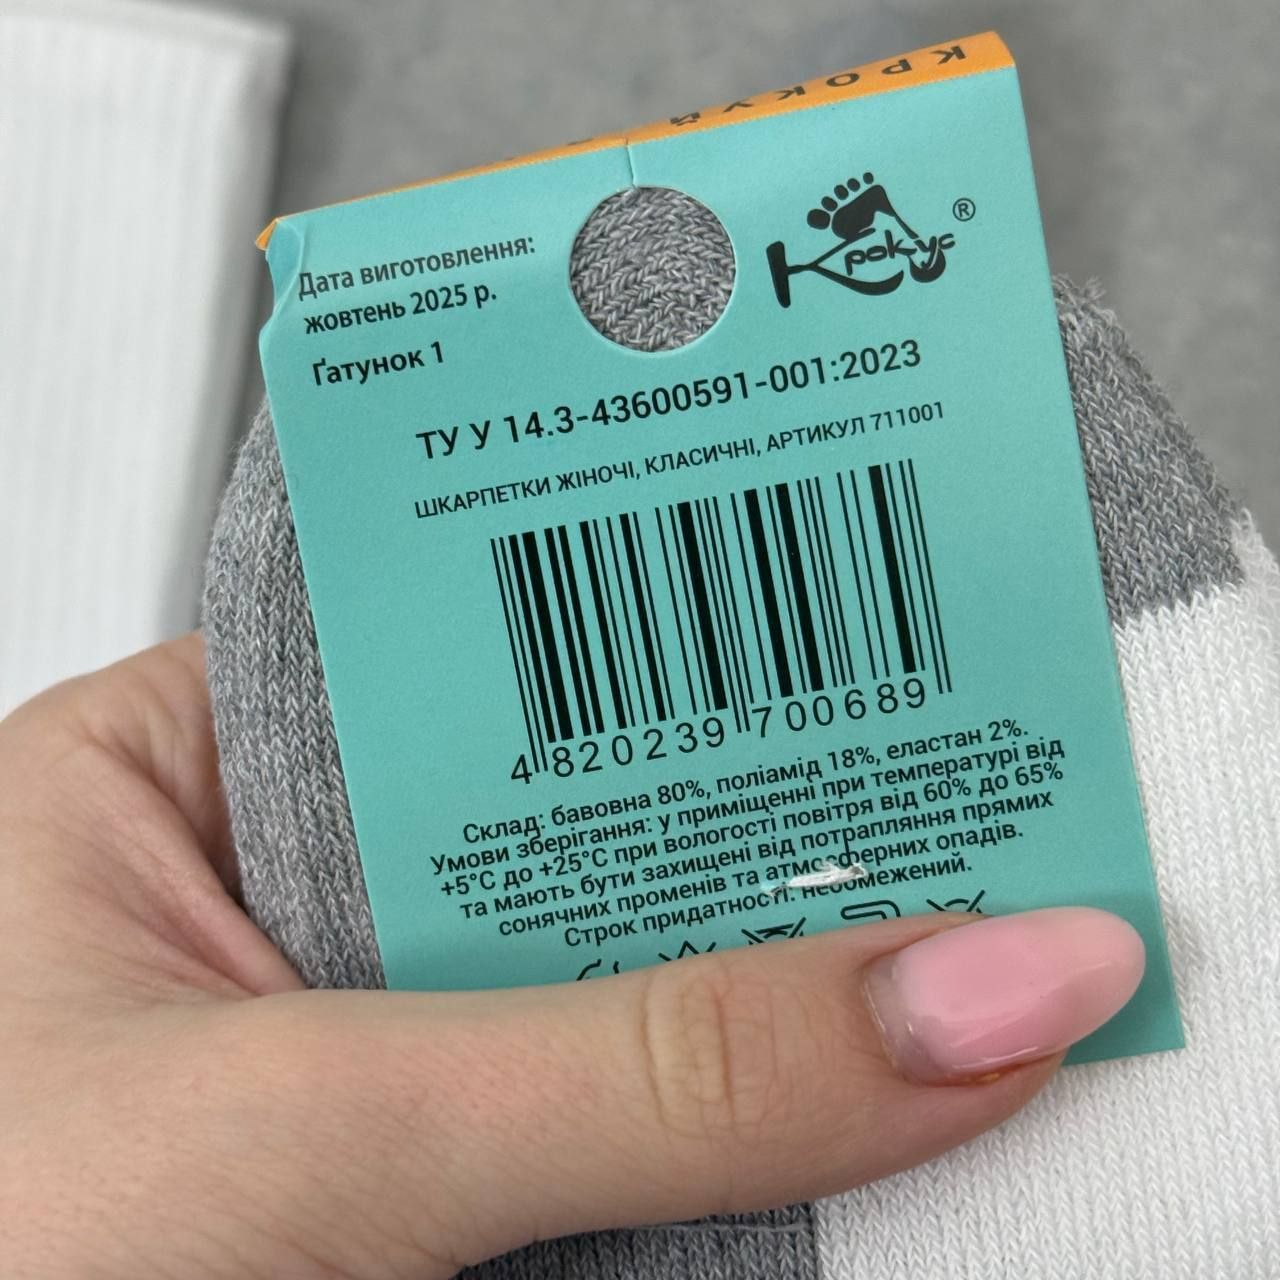 КРОКУЙ
Крокус ®
Дата виготовлення:
жовтень 2025 р.
Ґатунок 1
ТУ У 14.3-43600591-001:2023
ШКАРПЕТКИ ЖІНОЧІ, КЛАСИЧНІ, АРТИКУЛ 711001
4 820239 700689
Склад: бавовна 80%, поліамід 18%, еластан 2%.
Умови зберігання: у приміщенні при температурі від
+5°C до +25°C при вологості повітря від 60% до 65%
та мають бути захищені від потрапляння прямих
сонячних променів та атмосферних опадів.
Строк придатності: необмежений.